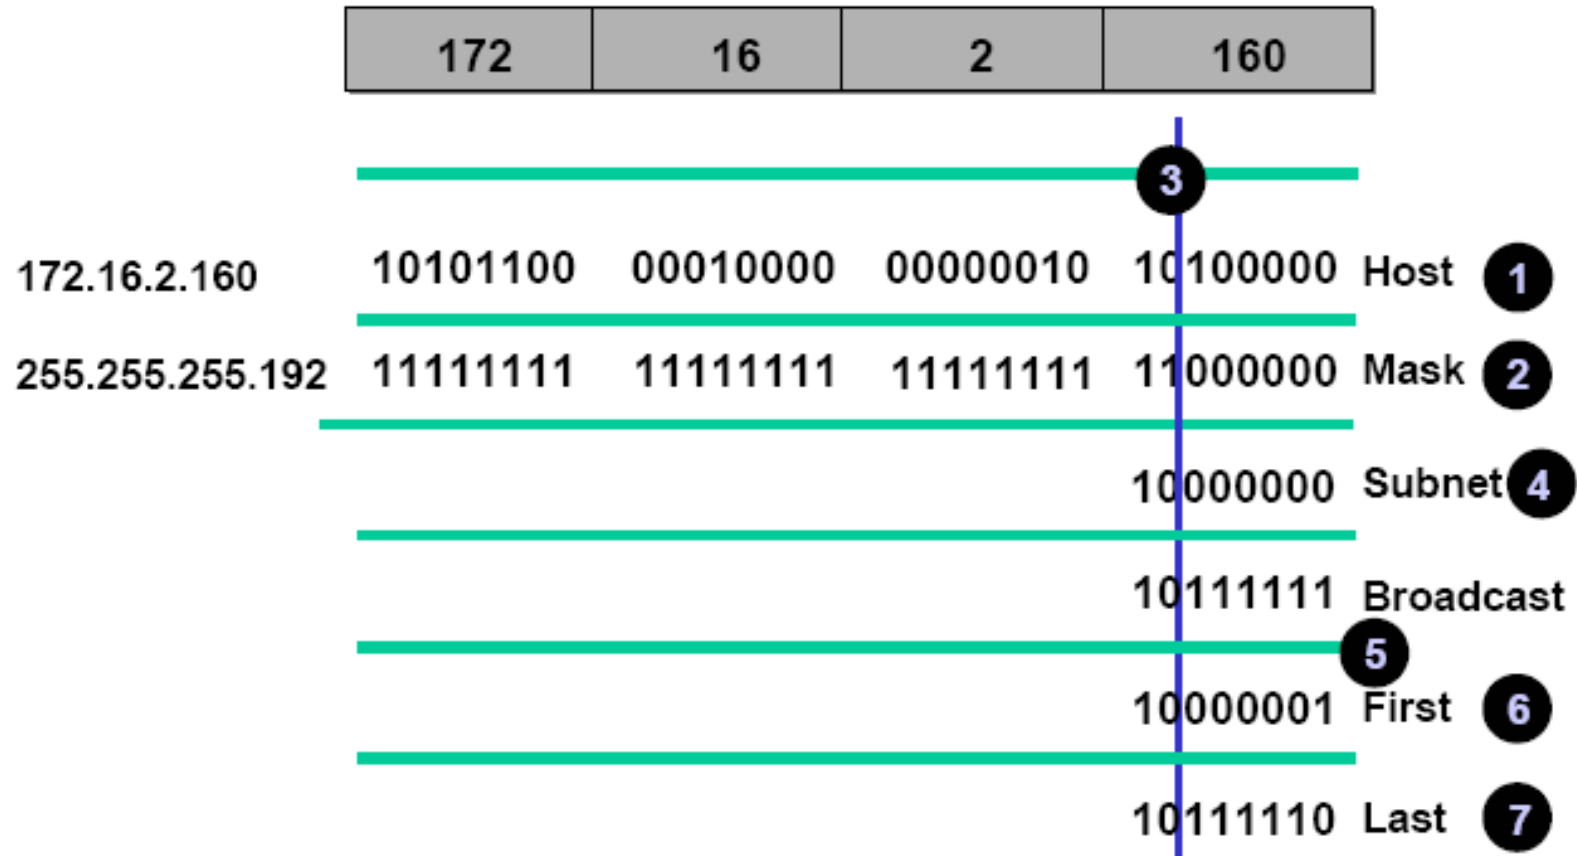 172 16 2 160
3
172.16.2.160 10101100 00010000 00000010 10100000 Host 1
255.255.255.192 11111111 11111111 11111111 11000000 Mask 2
10000000 Subnet 4
10111111 Broadcast
5
10000001 First 6
10111110 Last 7